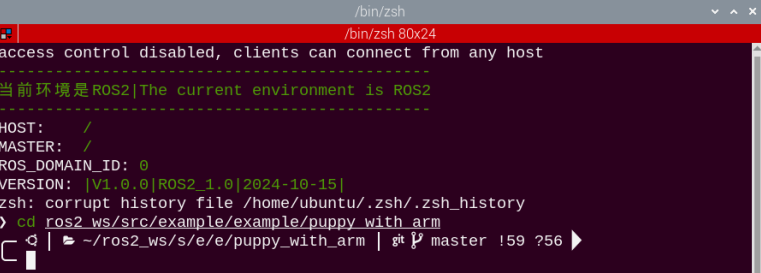 /bin/zsh
/bin/zsh 80x24
access control disabled, clients can connect from any host
----------------------------------------------
当前环境是ROS2|The current environment is ROS2
----------------------------------------------
HOST: /
MASTER: /
ROS_DOMAIN_ID: 0
VERSION: |V1.0.0|ROS2_1.0|2024-10-15|
zsh: corrupt history file /home/ubuntu/.zsh/.zsh_history
❯ cd ros2_ws/src/example/example/puppy_with_arm
~/ros2_ws/s/e/e/puppy_with_arm | git master !59 ?56